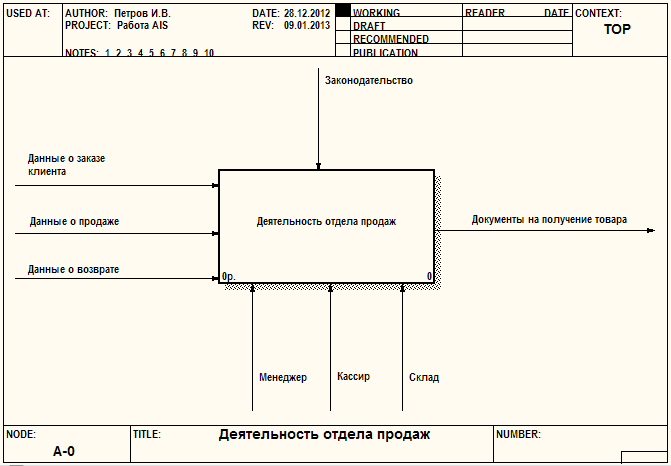 USED AT:
AUTHOR: Петров И.В.
DATE: 28.12.2012
PROJECT: Работа AIS
REV: 09.01.2013
NOTES: 1 2 3 4 5 6 7 8 9 10
WORKING
DRAFT
RECOMMENDED
PUBLICATION
READER
DATE
CONTEXT:
TOP
Законодательство
Данные о заказе
клиента
Данные о продаже
Данные о возврате
Деятельность отдела продаж
0р.
0
Документы на получение товара
Менеджер
Кассир
Склад
NODE:
A-0
TITLE:
Деятельность отдела продаж
NUMBER: